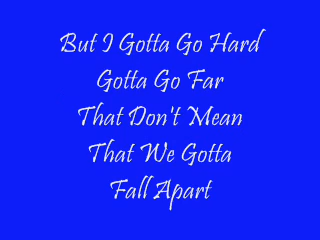 But I Gotta Go Hard
Gotta Go Far
That Don't Mean
That We Gotta
Fall Apart